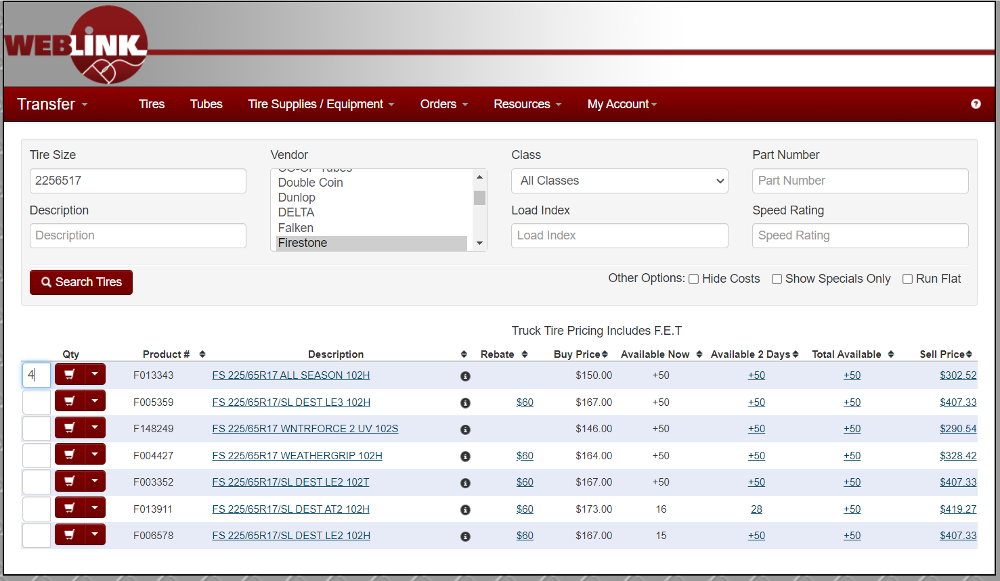 WEBLINK
Transfer Tires Tubes Tire Supplies / Equipment Orders Resources My Account ?
Tire Size Vendor Class Part Number
2256517 CO-OP Tubes All Classes Part Number
Double Coin
Dunlop
Description DELTA Load Index Speed Rating
Description Falken Load Index Speed Rating
Firestone
Search Tires Other Options: Hide Costs Show Specials Only Run Flat
Truck Tire Pricing Includes F.E.T
Qty Product # Description Rebate Buy Price Available Now Available 2 Days Total Available Sell Price
4 F013343 FS 225/65R17 ALL SEASON 102H $150.00 +50 +50 +50 $302.52
F005359 FS 225/65R17/SL DEST LE3 102H $60 $167.00 +50 +50 +50 $407.33
F148249 FS 225/65R17 WNTRFORCE 2 UV 102S $146.00 +50 +50 +50 $290.54
F004427 FS 225/65R17 WEATHERGRIP 102H $60 $164.00 +50 +50 +50 $328.42
F003352 FS 225/65R17/SL DEST LE2 102T $60 $167.00 +50 +50 +50 $407.33
F013911 FS 225/65R17/SL DEST AT2 102H $60 $173.00 16 28 +50 $419.27
F006578 FS 225/65R17/SL DEST LE2 102H $60 $167.00 15 +50 +50 $407.33